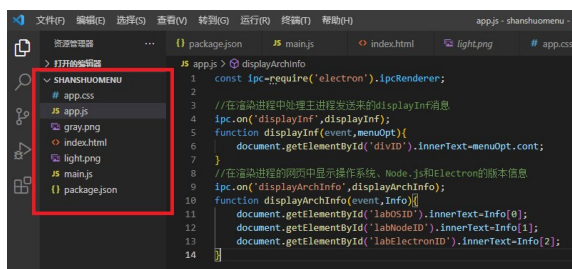 文件(F) 编辑(E) 选择(S) 查看(V) 转到(G) 运行(R) 终端(T) 帮助(H) app.js - shanshuomenu -
资源管理器 ··· {} package.json JS main.js <> index.html light.png # app.css
> 打开的编辑器 JS app.js > displayArchInfo
SHANSHUOMENU
# app.css
JS app.js
gray.png
<> index.html
light.png
JS main.js
{} package.json
1 const ipc=require('electron').ipcRenderer;
2
3 //在渲染进程中处理主进程发送来的displayInf消息
4 ipc.on('displayInf',displayInf);
5 function displayInf(event,menuOpt){
6 document.getElementById('divID').innerText=menuOpt.cont;
7 }
8 //在渲染进程的网页中显示操作系统、Node.js和Electron的版本信息
9 ipc.on('displayArchInfo',displayArchInfo);
10 function displayArchInfo(event,Info){
11 document.getElementById('labOSID').innerText=Info[0];
12 document.getElementById('labNodeID').innerText=Info[1];
13 document.getElementById('labElectronID').innerText=Info[2];
14 }